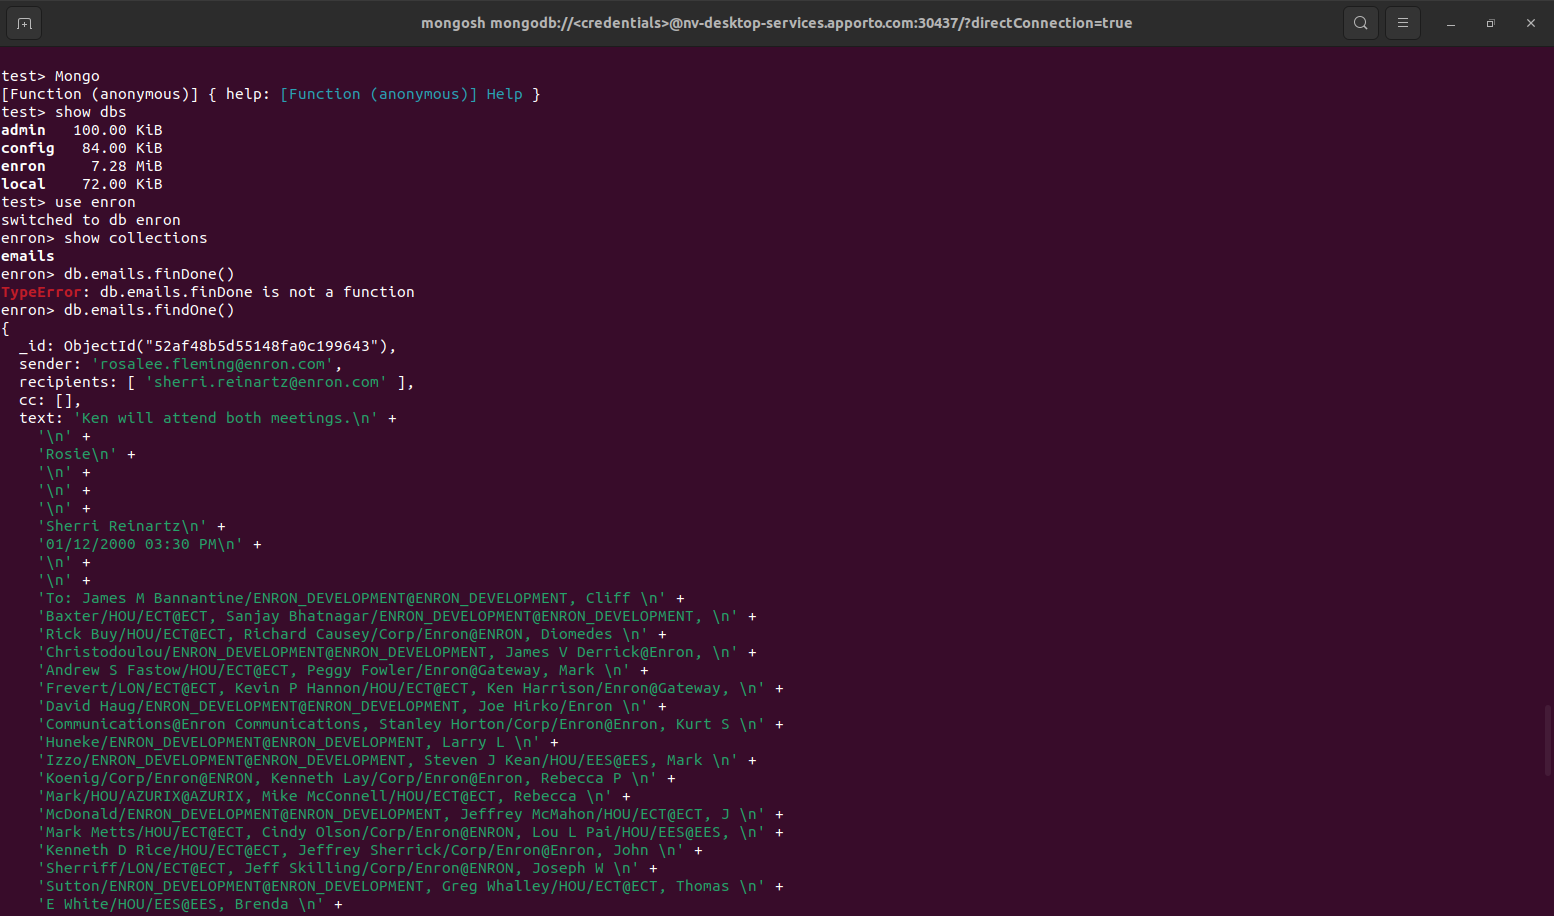 mongosh mongodb://<credentials>@nv-desktop-services.apporto.com:30437/?directConnection=true
test> Mongo
[Function (anonymous)] { help: [Function (anonymous)] Help }
test> show dbs
admin   100.00 KiB
config   84.00 KiB
enron     7.28 MiB
local    72.00 KiB
test> use enron
switched to db enron
enron> show collections
emails
enron> db.emails.finDone()
TypeError: db.emails.finDone is not a function
enron> db.emails.findOne()
{
  _id: ObjectId("52af48b5d55148fa0c199643"),
  sender: 'rosalee.fleming@enron.com',
  recipients: [ 'sherri.reinartz@enron.com' ],
  cc: [],
  text: 'Ken will attend both meetings.\n' +
    '\n' +
    'Rosie\n' +
    '\n' +
    '\n' +
    '\n' +
    'Sherri Reinartz\n' +
    '01/12/2000 03:30 PM\n' +
    '\n' +
    '\n' +
    'To: James M Bannantine/ENRON_DEVELOPMENT@ENRON_DEVELOPMENT, Cliff \n' +
    'Baxter/HOU/ECT@ECT, Sanjay Bhatnagar/ENRON_DEVELOPMENT@ENRON_DEVELOPMENT, \n' +
    'Rick Buy/HOU/ECT@ECT, Richard Causey/Corp/Enron@ENRON, Diomedes \n' +
    'Christodoulou/ENRON_DEVELOPMENT@ENRON_DEVELOPMENT, James V Derrick@Enron, \n' +
    'Andrew S Fastow/HOU/ECT@ECT, Peggy Fowler/Enron@Gateway, Mark \n' +
    'Frevert/LON/ECT@ECT, Kevin P Hannon/HOU/ECT@ECT, Ken Harrison/Enron@Gateway, \n' +
    'David Haug/ENRON_DEVELOPMENT@ENRON_DEVELOPMENT, Joe Hirko/Enron \n' +
    'Communications@Enron Communications, Stanley Horton/Corp/Enron@Enron, Kurt S \n' +
    'Huneke/ENRON_DEVELOPMENT@ENRON_DEVELOPMENT, Larry L \n' +
    'Izzo/ENRON_DEVELOPMENT@ENRON_DEVELOPMENT, Steven J Kean/HOU/EES@EES, Mark \n' +
    'Koenig/Corp/Enron@ENRON, Kenneth Lay/Corp/Enron@Enron, Rebecca P \n' +
    'Mark/HOU/AZURIX@AZURIX, Mike McConnell/HOU/ECT@ECT, Rebecca \n' +
    'McDonald/ENRON_DEVELOPMENT@ENRON_DEVELOPMENT, Jeffrey McMahon/HOU/ECT@ECT, J \n' +
    'Mark Metts/HOU/ECT@ECT, Cindy Olson/Corp/Enron@ENRON, Lou L Pai/HOU/EES@EES, \n' +
    'Kenneth D Rice/HOU/ECT@ECT, Jeffrey Sherrick/Corp/Enron@Enron, John \n' +
    'Sherriff/LON/ECT@ECT, Jeff Skilling/Corp/Enron@ENRON, Joseph W \n' +
    'Sutton/ENRON_DEVELOPMENT@ENRON_DEVELOPMENT, Greg Whalley/HOU/ECT@ECT, Thomas \n' +
    'E White/HOU/EES@EES, Brenda \n' +